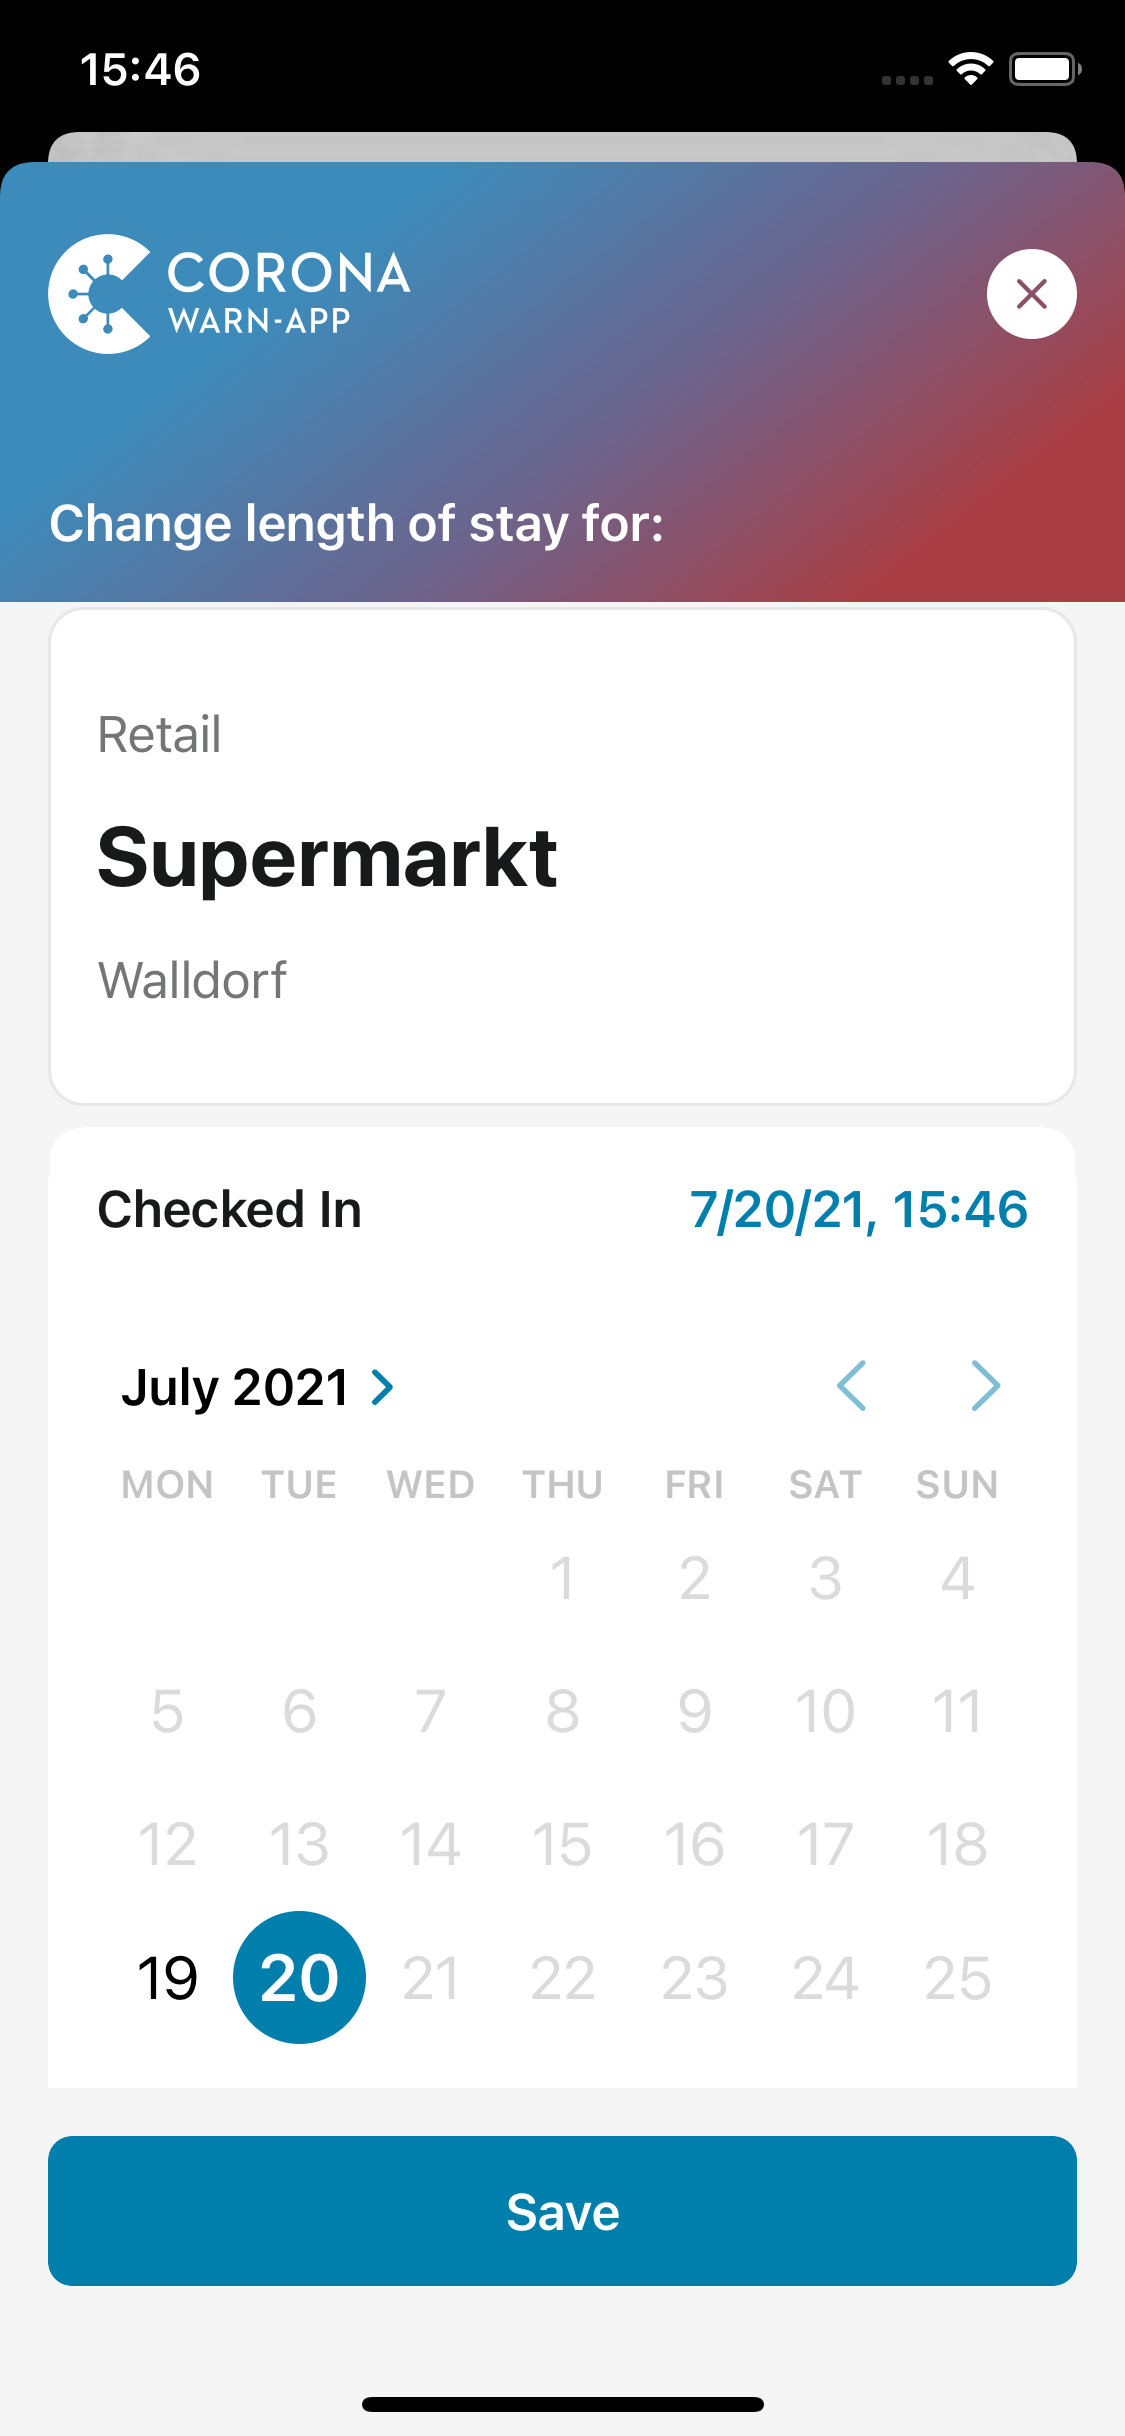 15:46
CORONA
WARN-APP
Change length of stay for:
Retail
Supermarkt
Walldorf
Checked In 7/20/21, 15:46
July 2021
MON TUE WED THU FRI SAT SUN
1 2 3 4
5 6 7 8 9 10 11
12 13 14 15 16 17 18
19 20 21 22 23 24 25
Save